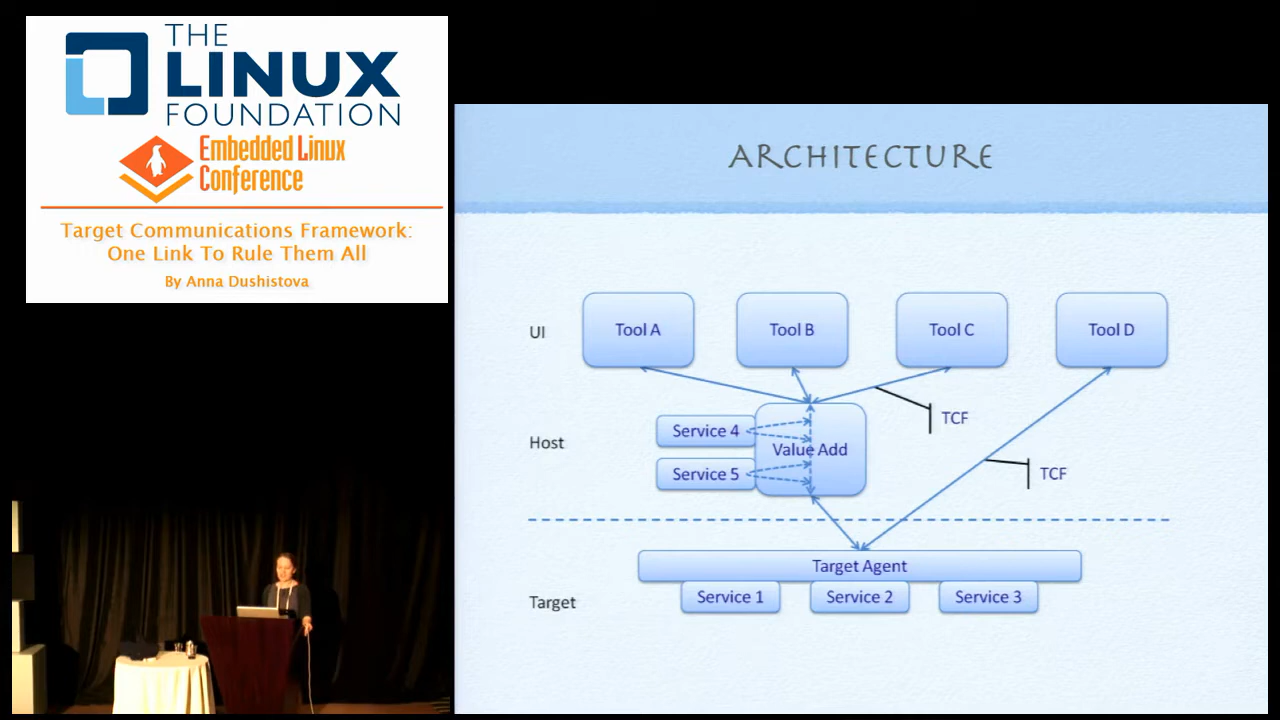 THE
LINUX
FOUNDATION
Embedded Linux
Conference
Target Communications Framework:
One Link To Rule Them All
By Anna Dushistova
ARCHITECTURE
UI
Tool A
Tool B
Tool C
Tool D
TCF
Host
Service 4
Value Add
Service 5
TCF
Target Agent
Target
Service 1
Service 2
Service 3